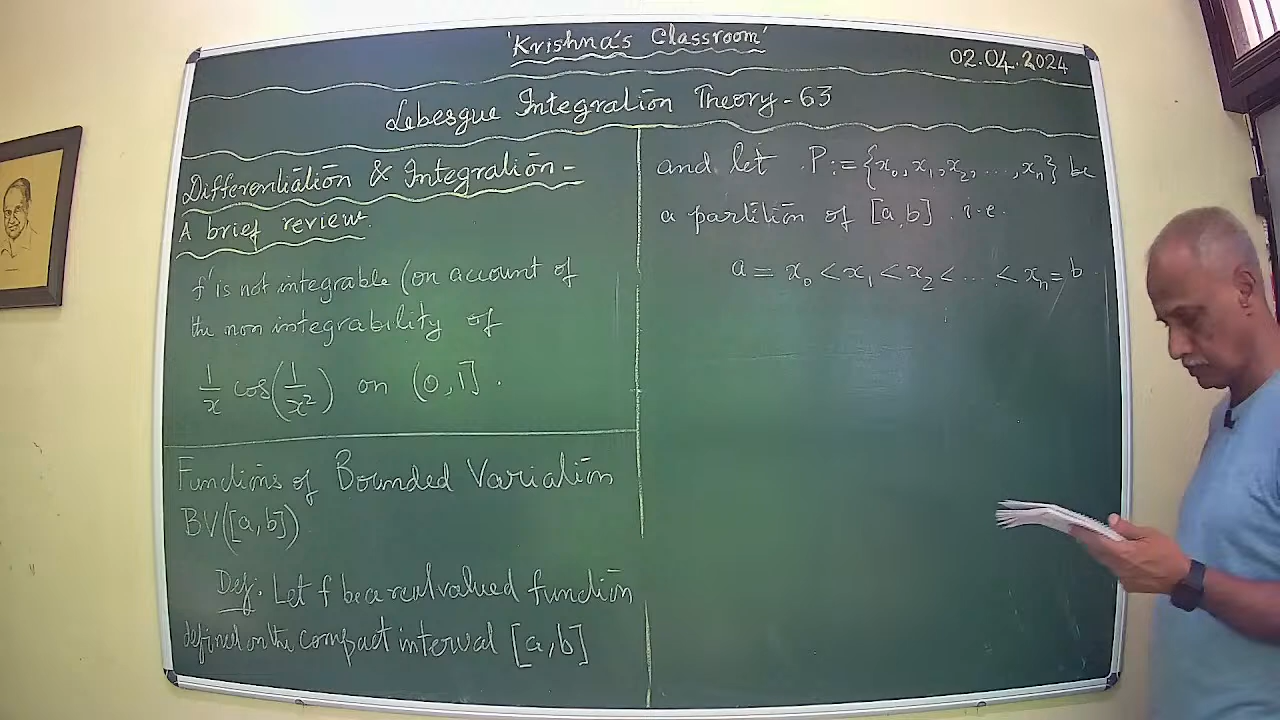 'Krishna's Classroom'
02.04.2024
Lebesgue Integration Theory - 63
Differentiation & Integration -
A brief review.
f' is not integrable (on account of
the non integrability of
1/x cos(1/x²) on (0,1].
Functions of Bounded Variation
BV([a,b])
Def. Let f be a real valued function
defined on the compact interval [a,b]
and let P := {x₀, x₁, x₂, ..., xₙ} be
a partition of [a,b] i.e.
a = x₀ < x₁ < x₂ < ... < xₙ = b.